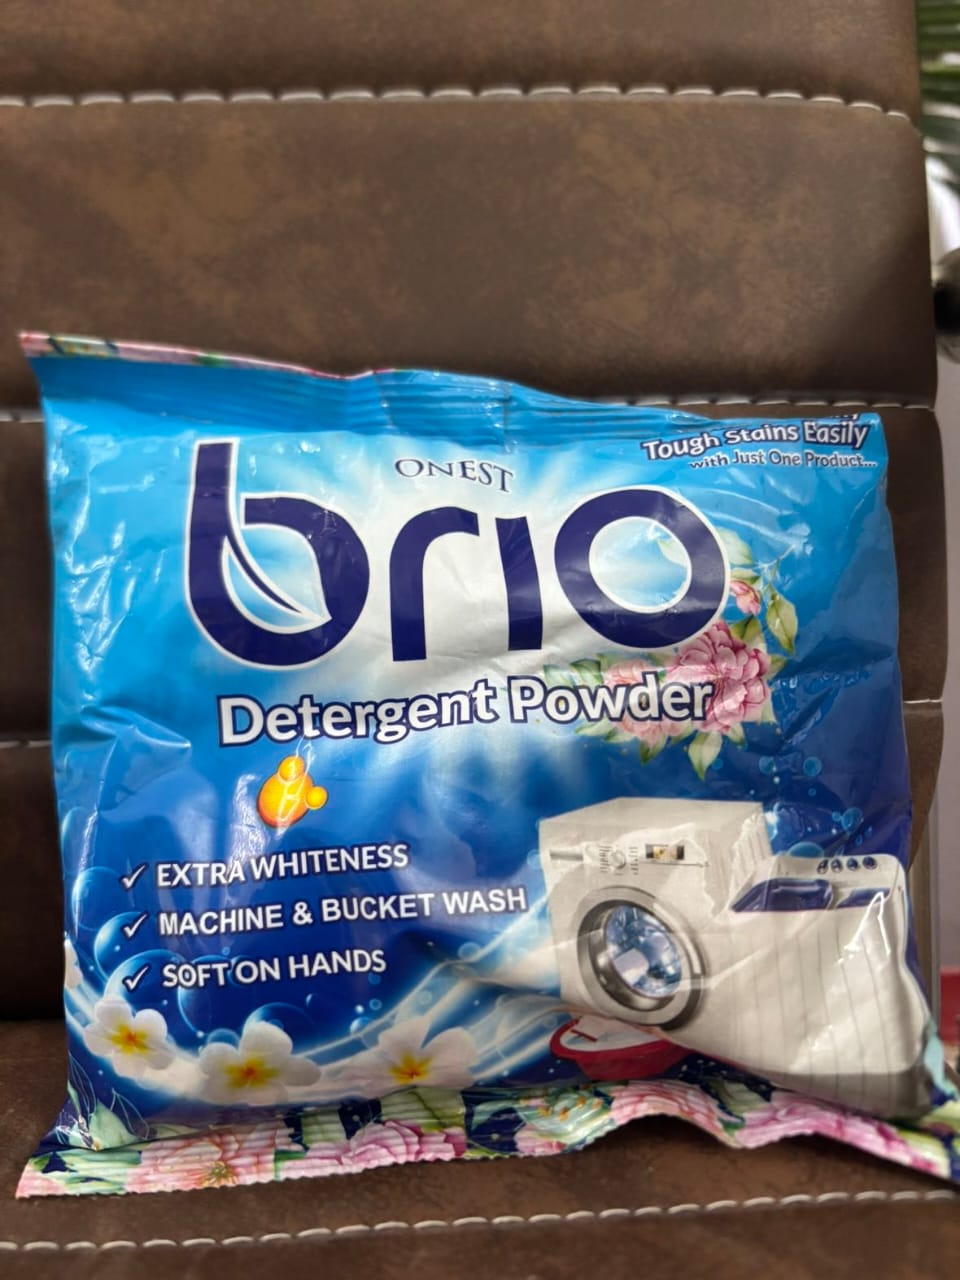 Tough Stains Easily
with Just One Product...
ONEST
brio
Detergent Powder
✓ EXTRA WHITENESS
✓ MACHINE & BUCKET WASH
✓ SOFT ON HANDS